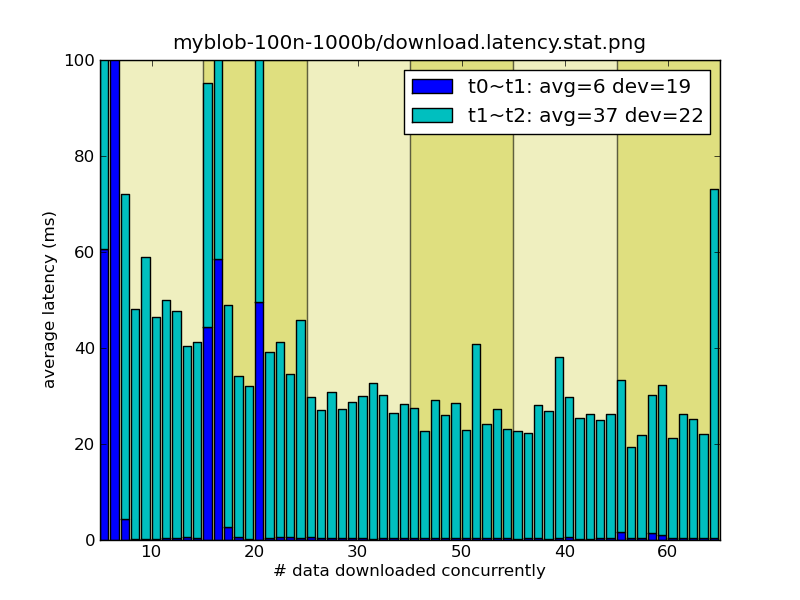 myblob-100n-1000b/download.latency.stat.png
t0~t1: avg=6 dev=19
t1~t2: avg=37 dev=22
average latency (ms)
100
80
60
40
20
0
10 20 30 50 40 60
# data downloaded concurrently